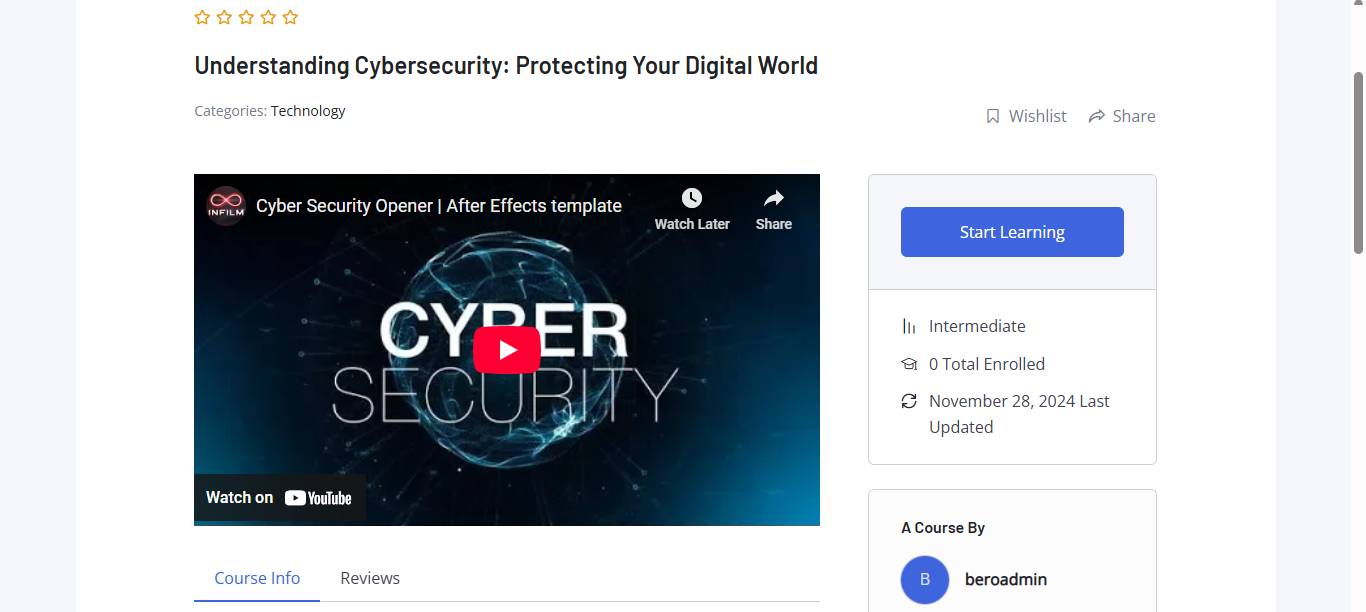 Understanding Cybersecurity: Protecting Your Digital World
Categories: Technology
Wishlist
Share
INFILM
Cyber Security Opener | After Effects template
Watch Later
Share
CYBER
SECURITY
Watch on YouTube
Start Learning
Intermediate
0 Total Enrolled
November 28, 2024 Last
Updated
A Course By
B
beroadmin
Course Info
Reviews